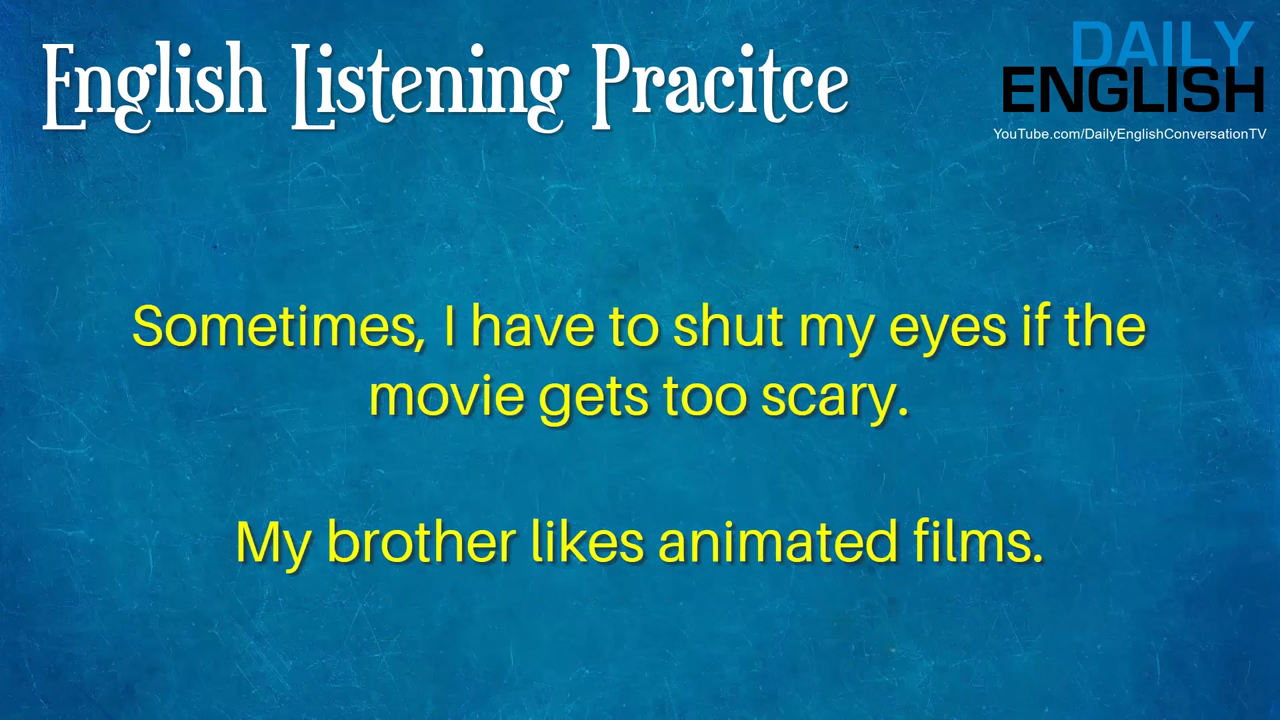 English Listening Pracitce
DAILY
ENGLISH
YouTube.com/DailyEnglishConversationTV
Sometimes, I have to shut my eyes if the
movie gets too scary.
My brother likes animated films.